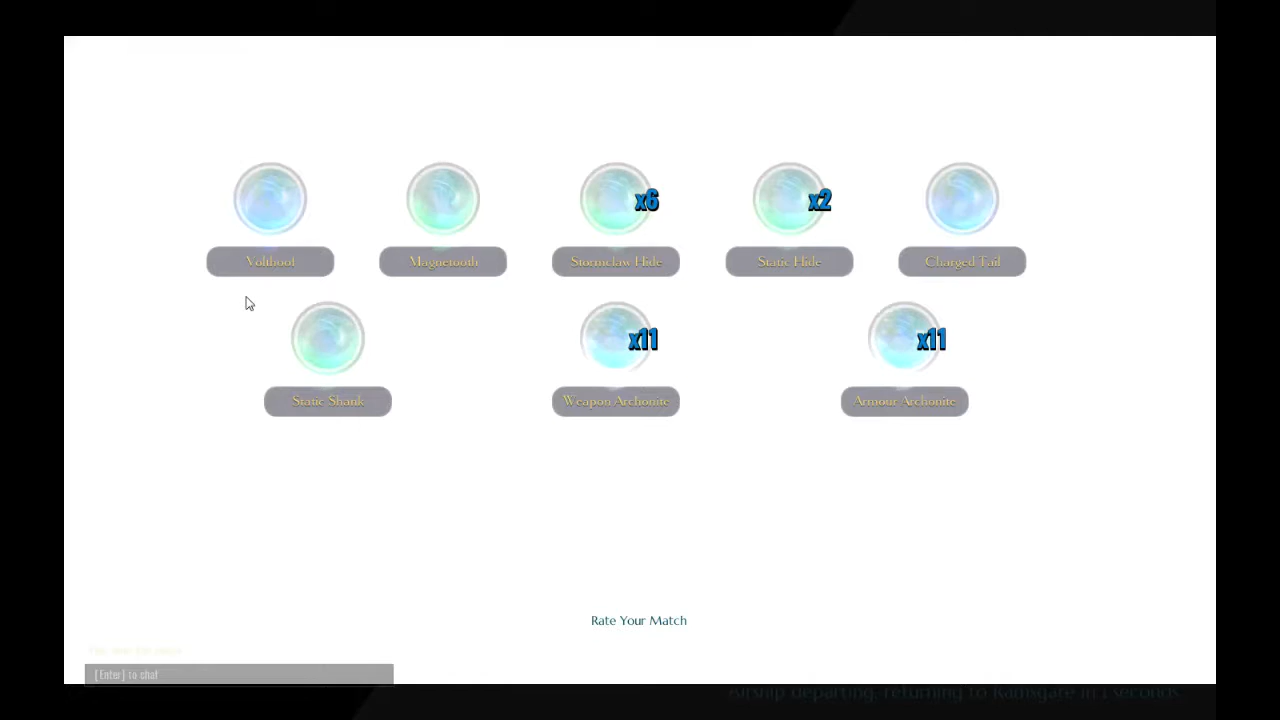 x6
x2
Volthoof
Magnetooth
Stormclaw Hide
Static Hide
Charged Tail
x11
x11
Static Shank
Weapon Archonite
Armour Archonite
Rate Your Match
[Enter] to chat
Airship departing, returning to Ramsgate in 1 seconds